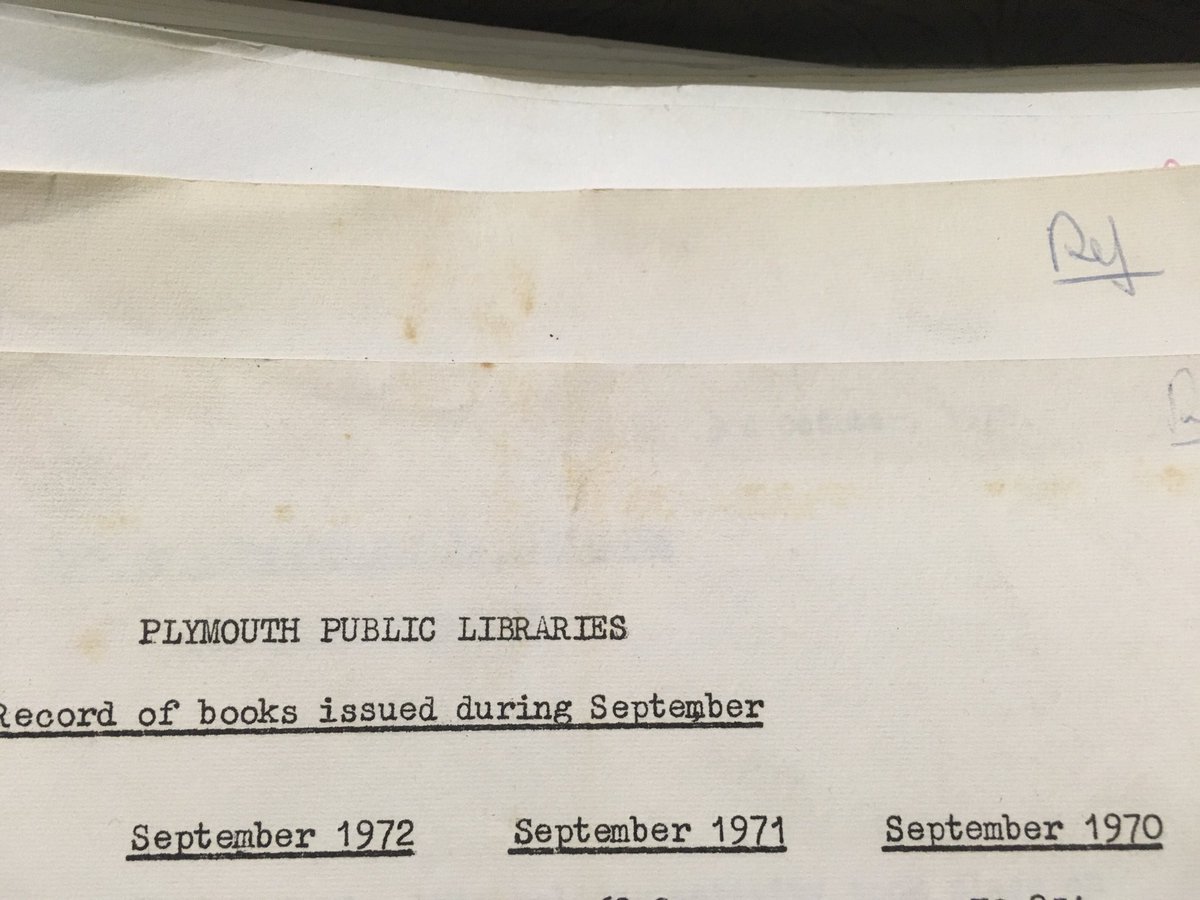 Ref
PLYMOUTH PUBLIC LIBRARIES
Record of books issued during September
September 1972 September 1971 September 1970